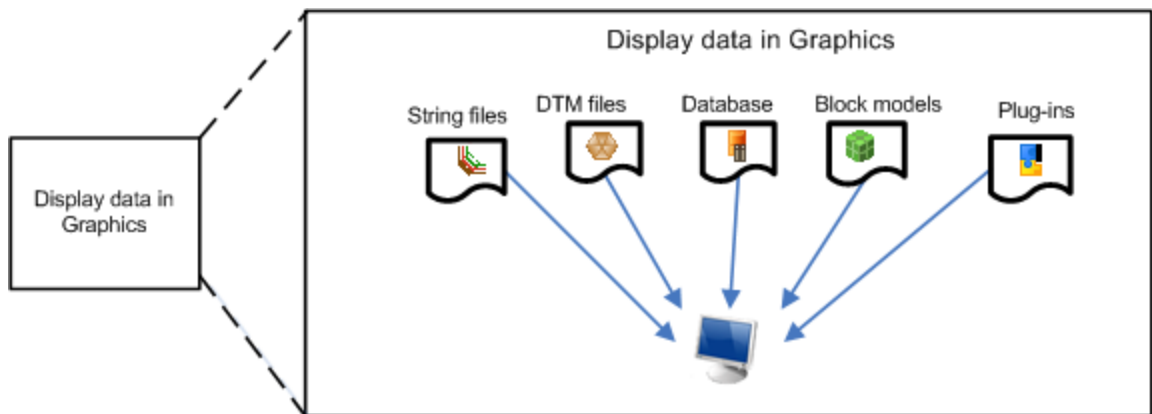 Display data in Graphics
String files
DTM files
Database
Block models
Plug-ins
Display data in
Graphics